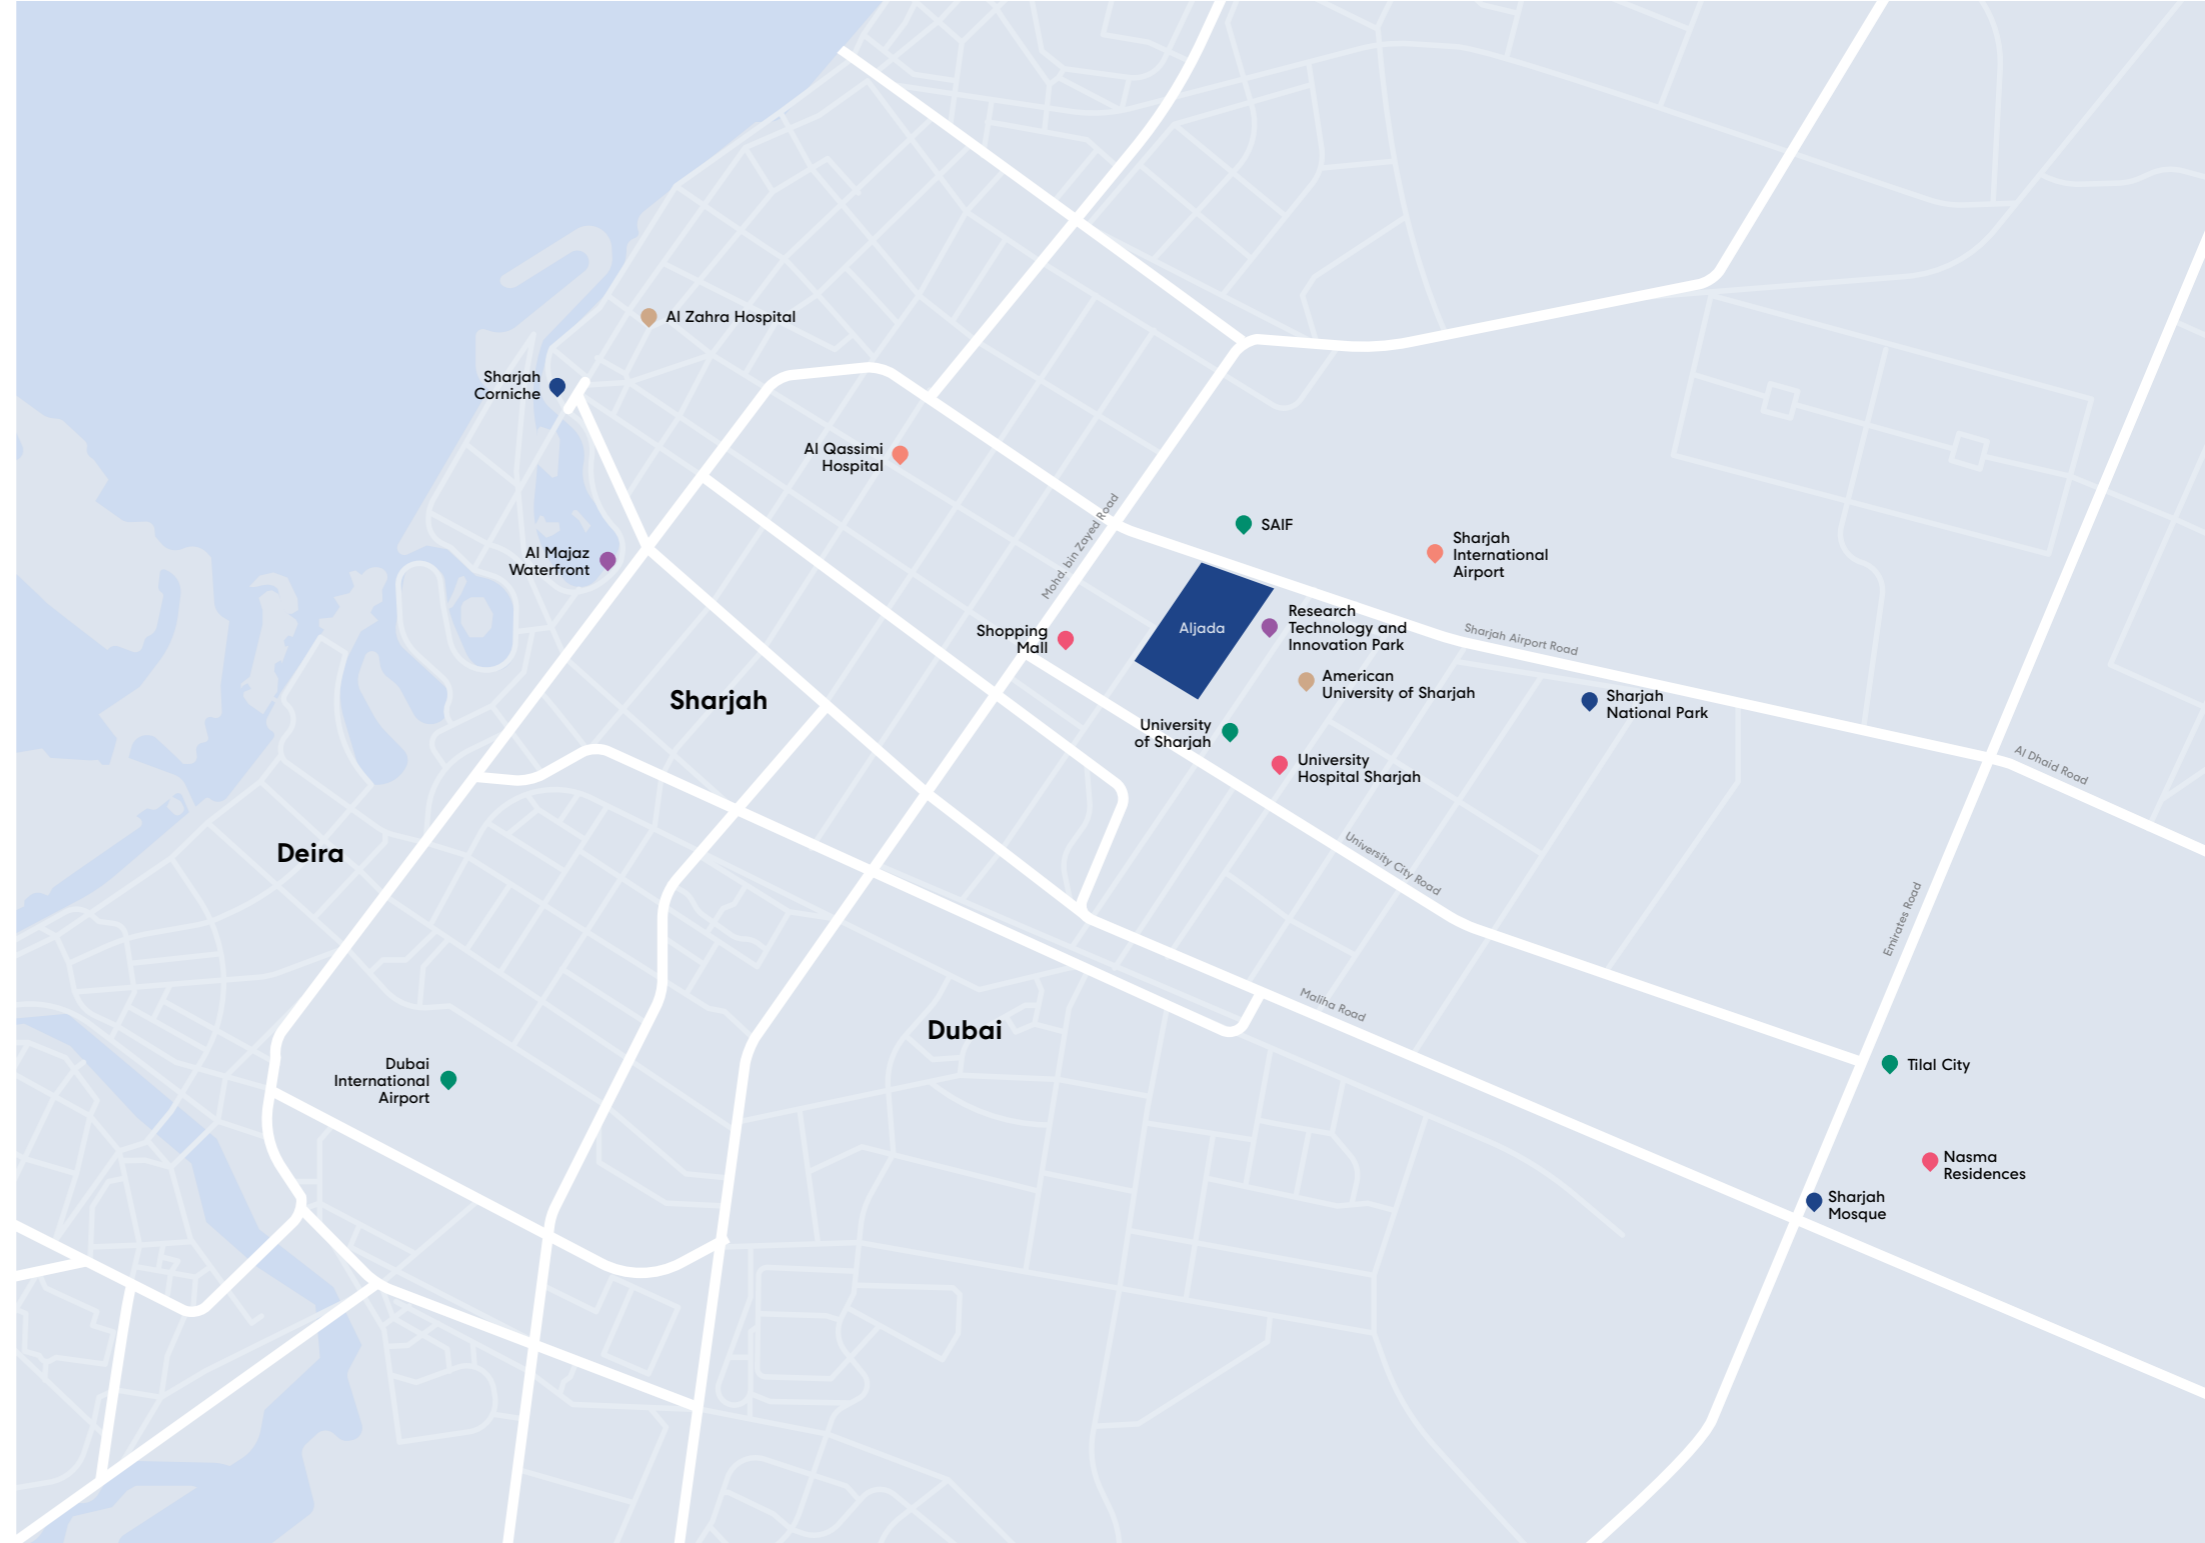 Al Zahra Hospital
Sharjah
Corniche
Al Qassimi
Hospital
Mohd. bin Zayed Road
SAIF
Sharjah
International
Airport
Al Majaz
Waterfront
Research
Technology and
Innovation Park
Aljada
Shopping
Mall
Sharjah Airport Road
American
University of Sharjah
Sharjah
National Park
Sharjah
University
of Sharjah
University
Hospital Sharjah
Al Dhaid Road
Deira
University City Road
Emirates Road
Maliha Road
Dubai
Dubai
International
Airport
Tilal City
Nasma
Residences
Sharjah
Mosque